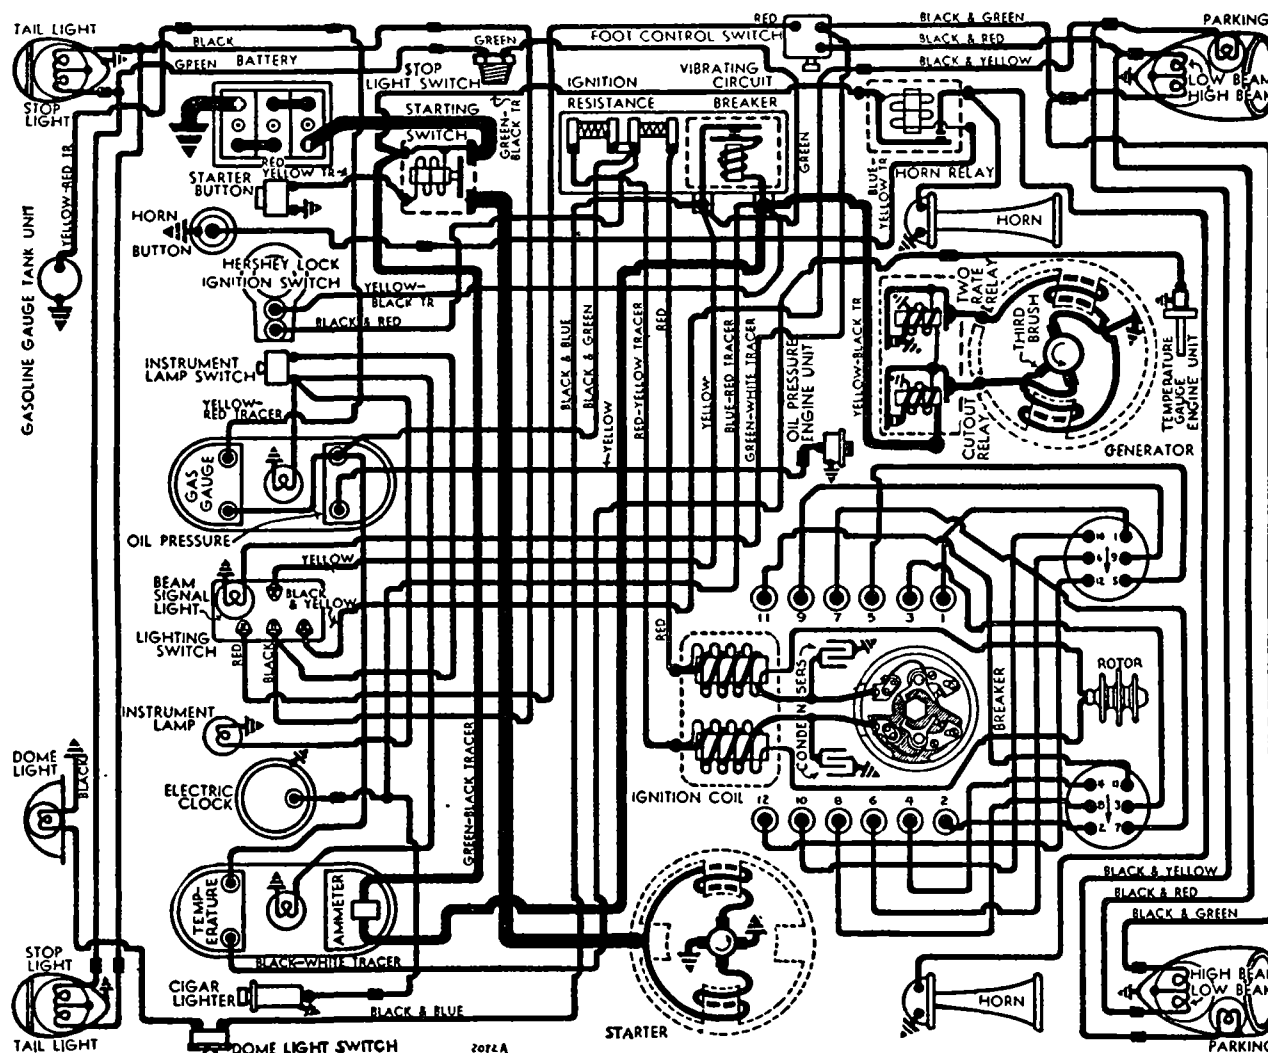 TAIL LIGHT
STOP LIGHT
BLACK
GREEN
BATTERY
GREEN
STOP LIGHT SWITCH
RED
FOOT CONTROL SWITCH
BLACK & GREEN
BLACK & RED
BLACK & YELLOW
PARKING
LOW BEAM
HIGH BEAM
IGNITION RESISTANCE
VIBRATING CIRCUIT BREAKER
STARTING SWITCH
GREEN-BLACK TR
GREEN
RED YELLOW TR
STARTER BUTTON
HORN BUTTON
HORN RELAY
BLUE-YELLOW TR
HORN
YELLOW-RED TR
GASOLINE GAUGE TANK UNIT
HERSHEY LOCK IGNITION SWITCH
YELLOW-BLACK TR
BLACK & RED
INSTRUMENT LAMP SWITCH
YELLOW-RED TRACER
BLACK & BLUE
BLACK & GREEN
YELLOW
RED-YELLOW TRACER
RED
YELLOW-
BLUE-RED TRACER
GREEN-WHITE TRACER
OIL PRESSURE ENGINE UNIT
YELLOW-BLACK TR
TWO RATE RELAY
THIRD BRUSH
CUTOUT RELAY
GENERATOR
TEMPERATURE GAUGE ENGINE UNIT
GAS GAUGE
OIL PRESSURE
YELLOW
BEAM SIGNAL LIGHT
BLACK & YELLOW
LIGHTING SWITCH
RED
BLACK
RED
11 9 7 5 3 1
CONDENSERS
BREAKER
ROTOR
INSTRUMENT LAMP
DOME LIGHT
BLACK
ELECTRIC CLOCK
GREEN-BLACK TRACER
IGNITION COIL
12 10 8 6 4 2
TEMP-ERATURE
AMMETER
BLACK & YELLOW
BLACK & RED
BLACK & GREEN
STOP LIGHT
BLACK-WHITE TRACER
CIGAR LIGHTER
BLACK & BLUE
STARTER
HORN
HIGH BEAM
LOW BEAM
PARKING
TAIL LIGHT
DOME LIGHT SWITCH